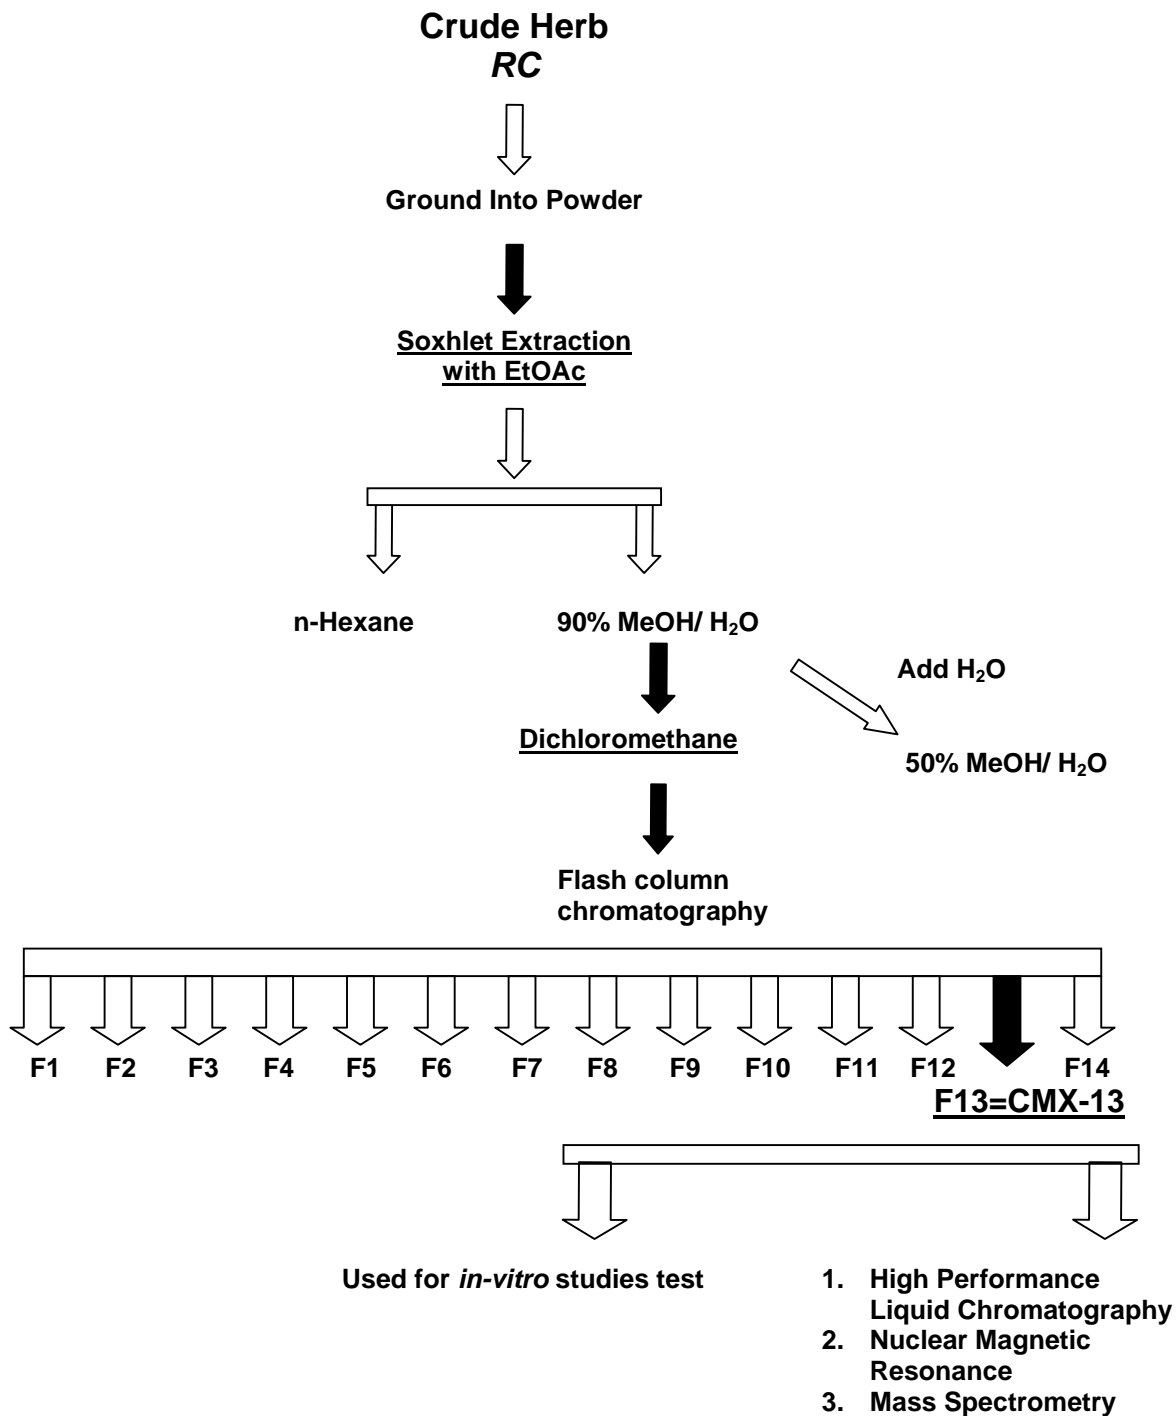 Crude Herb
RC
Ground Into Powder
Soxhlet Extraction
with EtOAc
n-Hexane
90% MeOH/ H₂O
Add H₂O
Dichloromethane
50% MeOH/ H₂O
Flash column
chromatography
F1 F2 F3 F4 F5 F6 F7 F8 F9 F10 F11 F12 F14
F13=CMX-13
Used for in-vitro studies test
1. High Performance
Liquid Chromatography
2. Nuclear Magnetic
Resonance
3. Mass Spectrometry